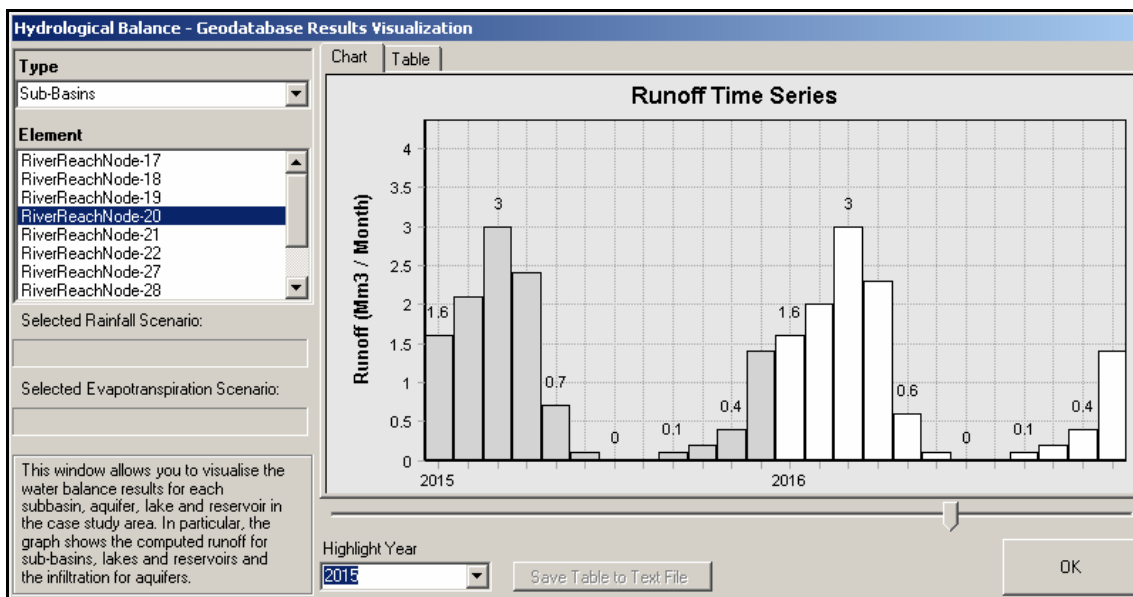 Hydrological Balance - Geodatabase Results Visualization
Type
Sub-Basins
Element
RiverReachNode-17
RiverReachNode-18
RiverReachNode-19
RiverReachNode-20
RiverReachNode-21
RiverReachNode-22
RiverReachNode-27
RiverReachNode-28
Selected Rainfall Scenario:
Selected Evapotranspiration Scenario:
This window allows you to visualise the
water balance results for each
subbasin, aquifer, lake and reservoir in
the case study area. In particular, the
graph shows the computed runoff for
sub-basins, lakes and reservoirs and
the infiltration for aquifers.
Chart Table
Runoff Time Series
Runoff (Mm3 / Month)
4
3.5
3
2.5
2
1.5
1
0.5
0
1.6 3 0.7 0 0.1 0.4 1.6 3 0.6 0 0.1 0.4
2015 2016
Highlight Year
2015
Save Table to Text File
OK